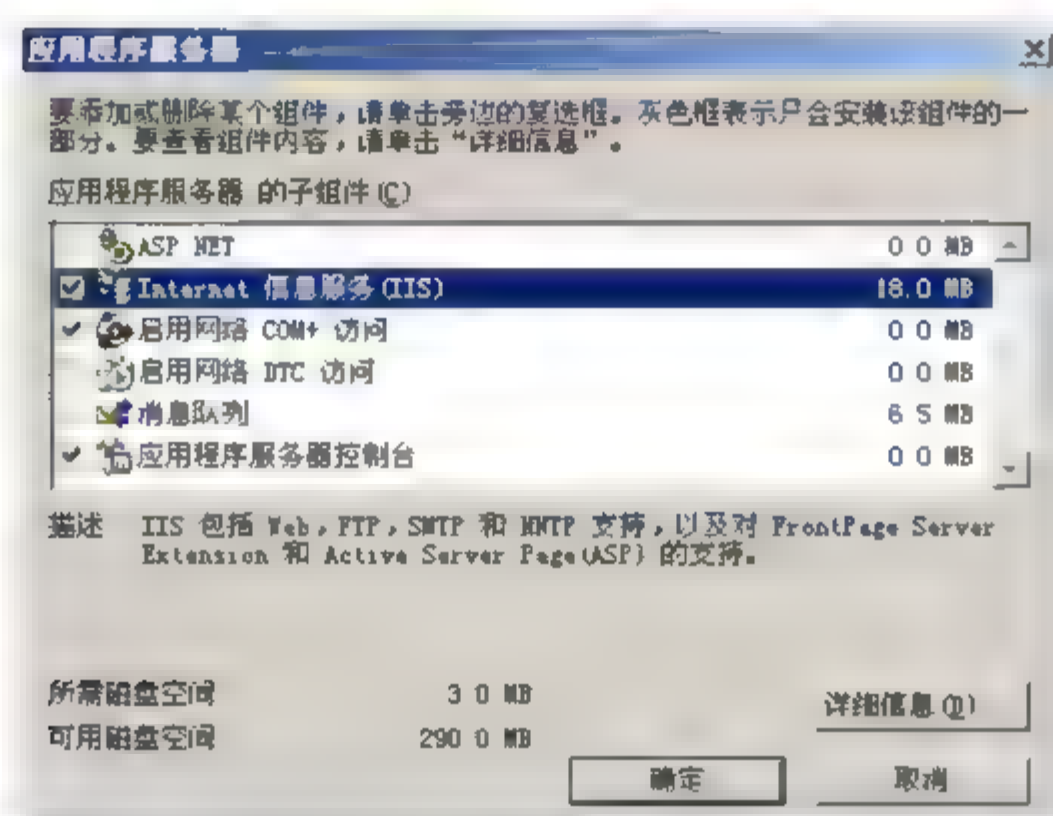 应用程序服务器
要添加或删除某个组件，请单击旁边的复选框。灰色框表示只会安装该组件的一
部分。要查看组件内容，请单击“详细信息”。
应用程序服务器 的子组件(C)
ASP NET 0 0 MB
Internet 信息服务(IIS) 18.0 MB
启用网络 COM+ 访问 0 0 MB
启用网络 DTC 访问 0 0 MB
消息队列 6 5 MB
应用程序服务器控制台 0 0 MB
描述 IIS 包括 Web，FTP，SMTP 和 NNTP 支持，以及对 FrontPage Server
Extension 和 Active Server Page(ASP) 的支持。
所需磁盘空间 3 0 MB
详细信息(D)
可用磁盘空间 290 0 MB
确定 取消